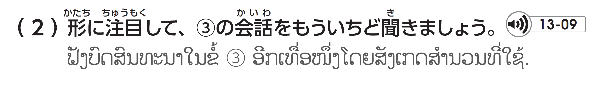 （２）形に注目して、③の会話をもういちど聞きましょう。 13-09
ຟັງບົດສົນທະນາໃນຂໍ້ ③ ອີກເທື່ອໜຶ່ງໂດຍສັງເກດສຳນວນທີ່ໃຊ້.